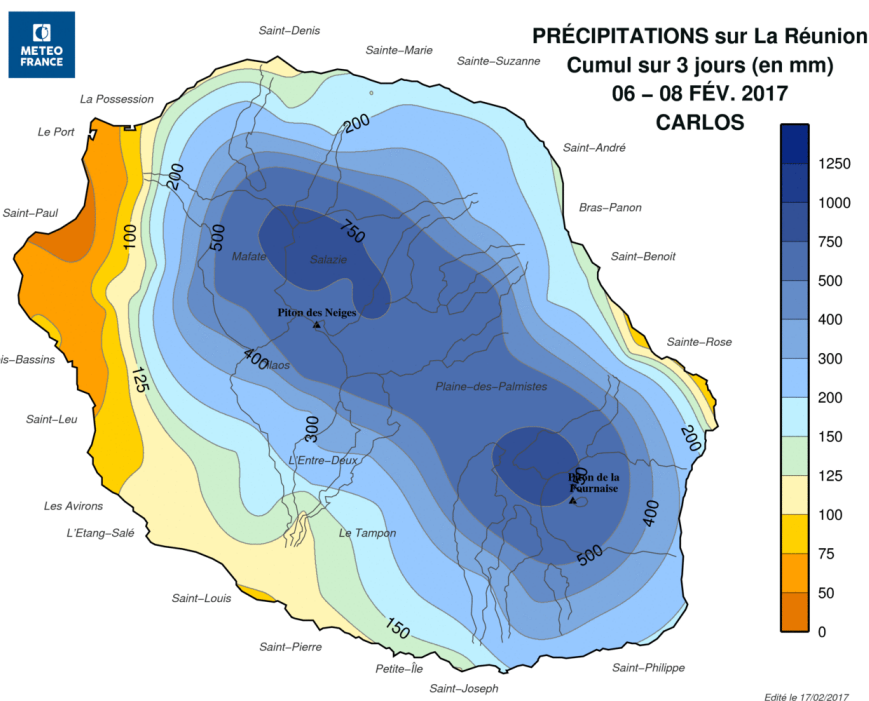 METEO
FRANCE
PRÉCIPITATIONS sur La Réunion
Cumul sur 3 jours (en mm)
06 – 08 FÉV. 2017
CARLOS
Saint–Denis
Sainte–Marie
Sainte–Suzanne
La Possession
Le Port
Saint–André
Saint–Paul
Bras–Panon
Saint–Benoit
Sainte–Rose
is–Bassins
Saint–Leu
Les Avirons
L'Etang–Salé
Saint–Louis
Saint–Pierre
Petite–Île
Saint–Joseph
Saint–Philippe
Mafate
Salazie
Piton des Neiges
laos
Plaine–des–Palmistes
L'Entre–Deux
Le Tampon
de la
Fournaise
200
200
100
500
750
400
125
300
200
400
500
150
1250
1000
750
500
400
300
200
150
125
100
75
50
0
Edité le 17/02/2017